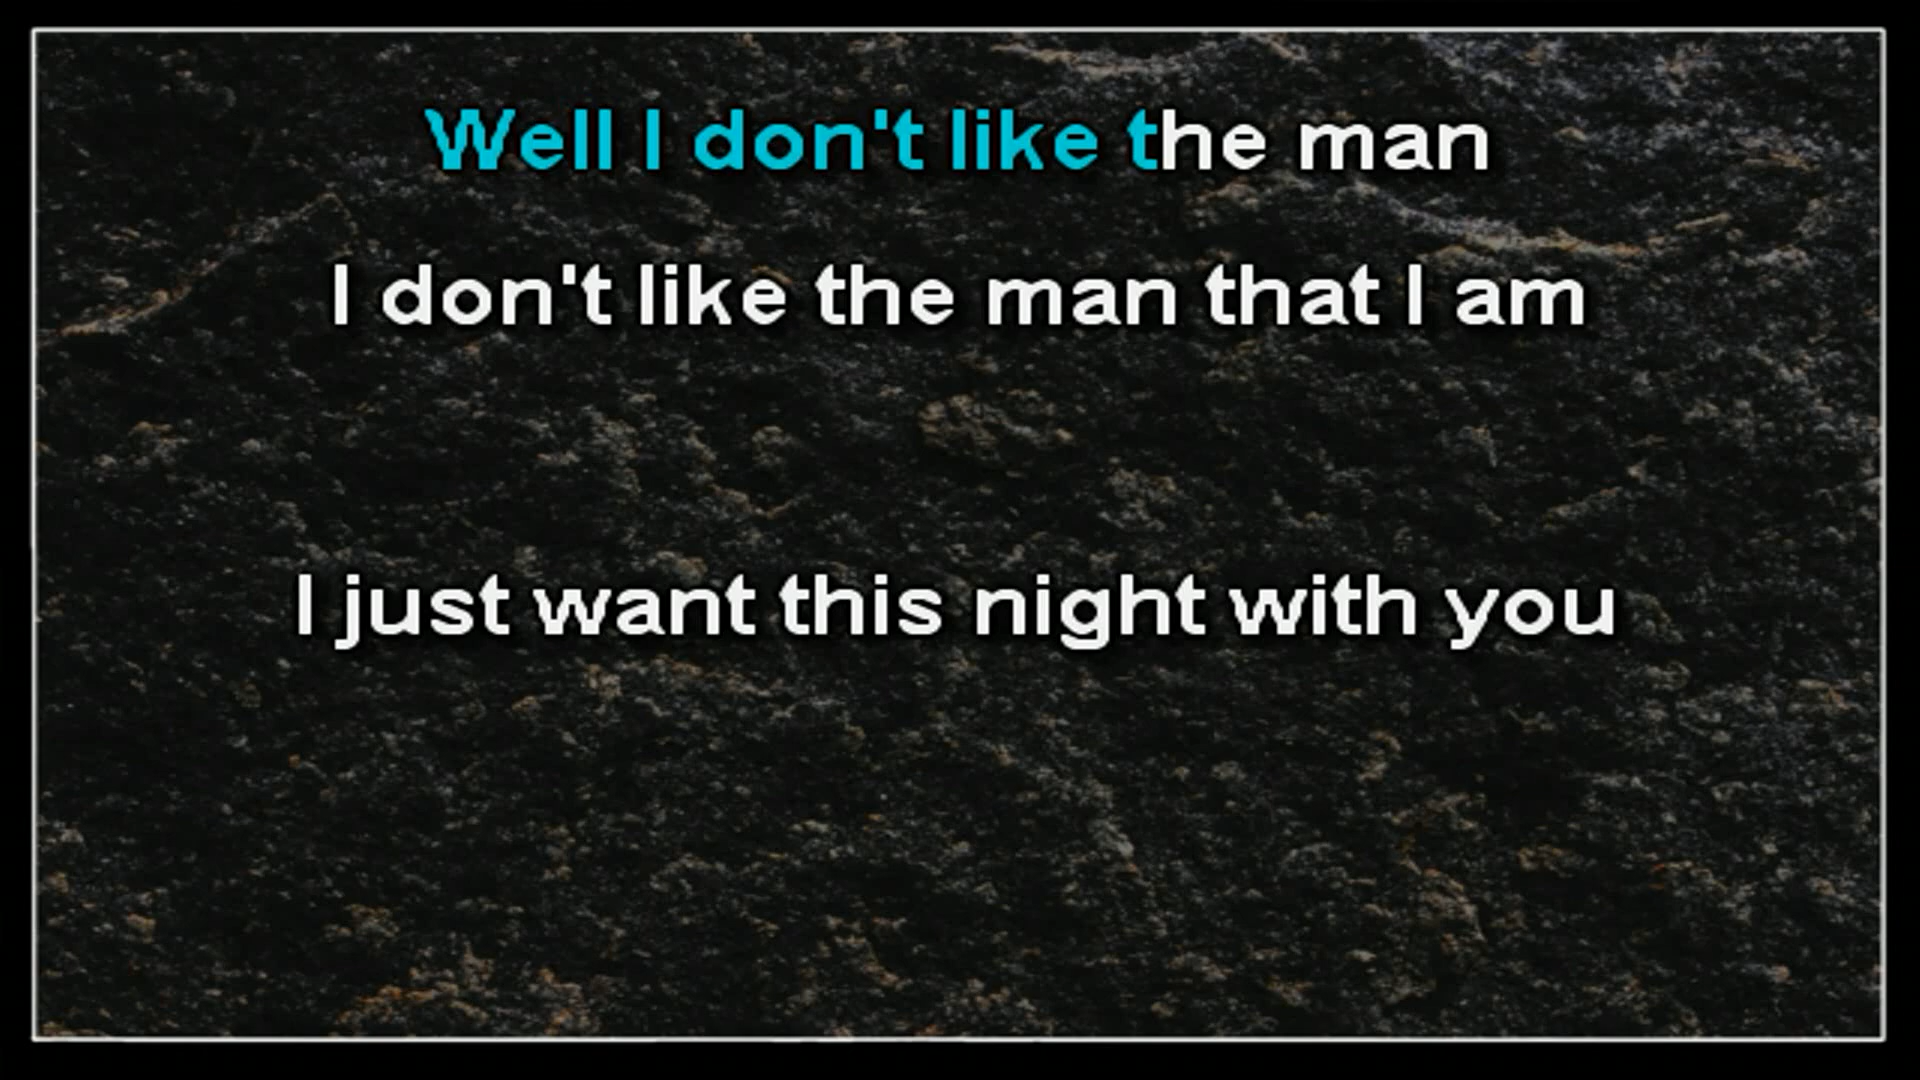 Well I don't like the man
I don't like the man that I am
I just want this night with you